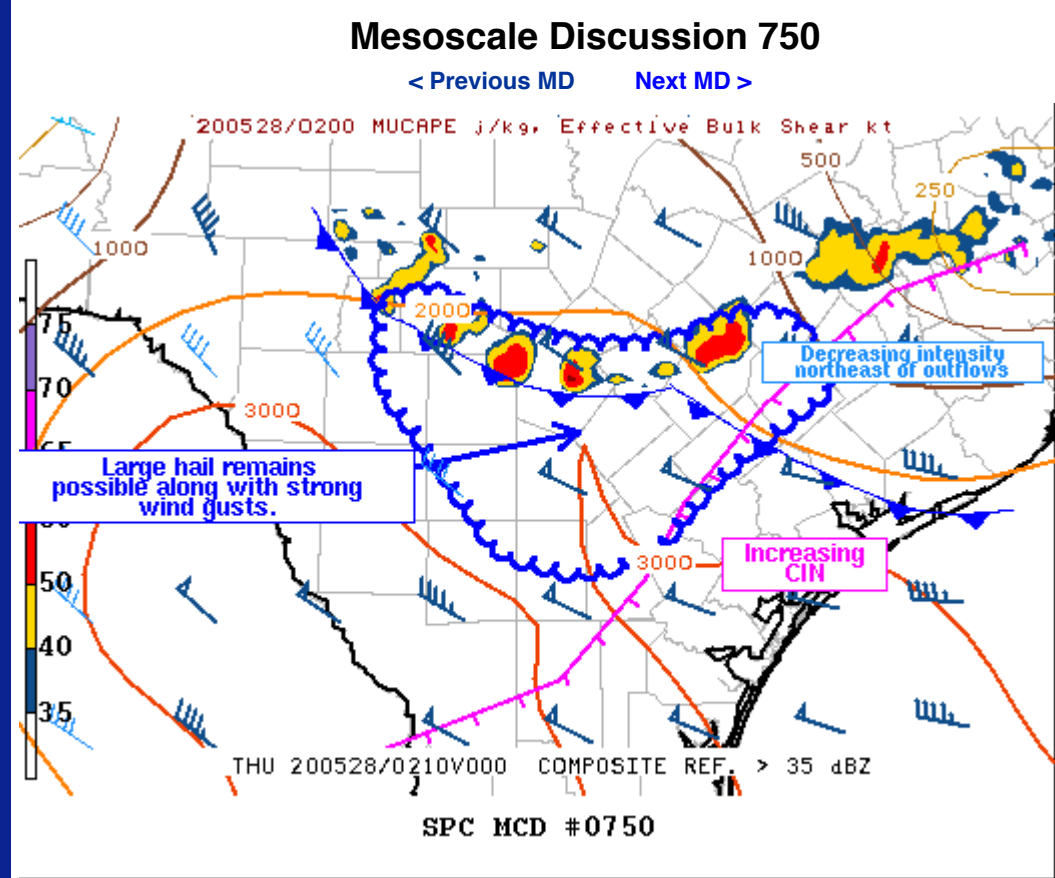 Mesoscale Discussion 750
< Previous MD Next MD >
200528/0200 MUCAPE j/kg, Effective Bulk Shear kt
500
250
1000
1000
2000
75
Decreasing intensity
northeast of outflows
70
3000
Large hail remains
possible along with strong
wind gusts.
3000
Increasing
CIN
50
40
35
THU 200528/0210V000 COMPOSITE REF. > 35 dBZ
SPC MCD #0750